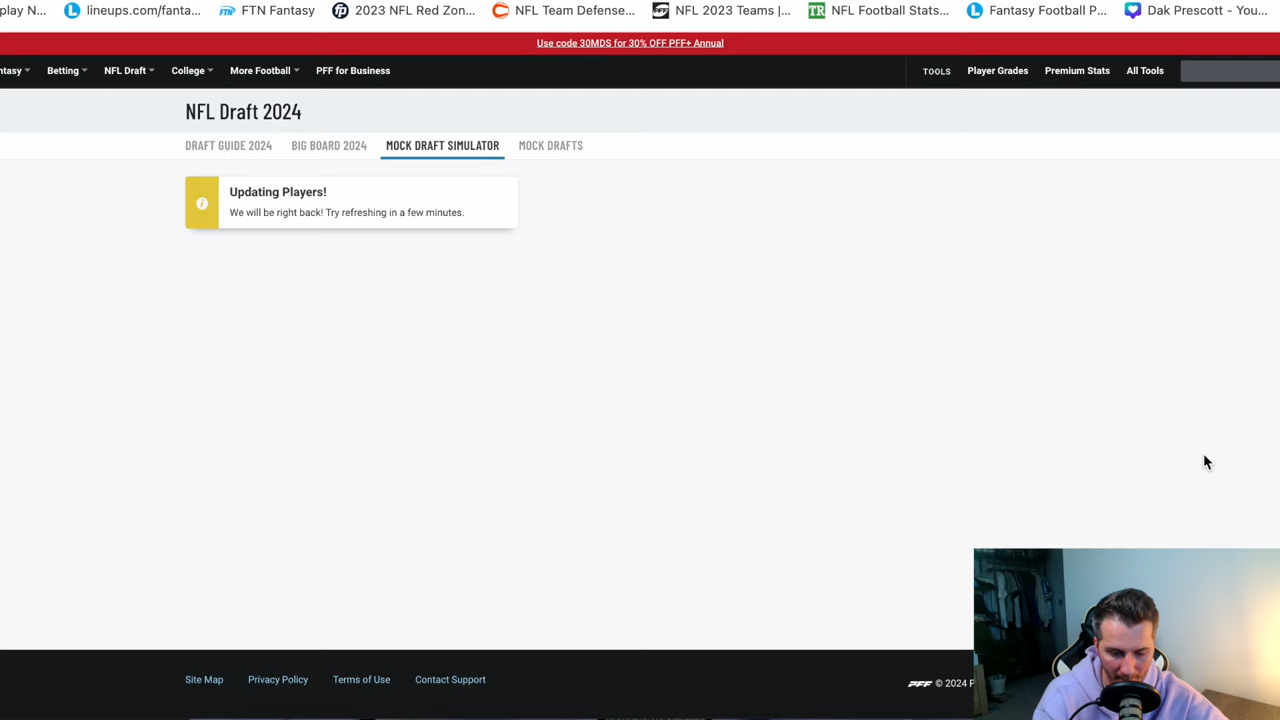 play N... lineups.com/fanta... FTN Fantasy 2023 NFL Red Zon... NFL Team Defense... NFL 2023 Teams |... NFL Football Stats... Fantasy Football P... Dak Prescott - You...
Use code 30MDS for 30% OFF PFF+ Annual
ntasy Betting NFL Draft College More Football PFF for Business TOOLS Player Grades Premium Stats All Tools
NFL Draft 2024
DRAFT GUIDE 2024 BIG BOARD 2024 MOCK DRAFT SIMULATOR MOCK DRAFTS
Updating Players!
We will be right back! Try refreshing in a few minutes.
Site Map Privacy Policy Terms of Use Contact Support PFF © 2024 P